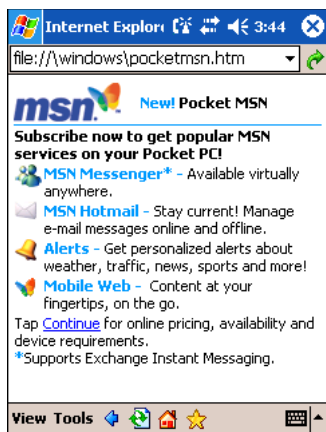 Internet Explore 3:44
file://\windows\pocketmsn.htm
msn New! Pocket MSN
Subscribe now to get popular MSN
services on your Pocket PC!
MSN Messenger* - Available virtually
anywhere.
MSN Hotmail - Stay current! Manage
e-mail messages online and offline.
Alerts - Get personalized alerts about
weather, traffic, news, sports and more!
Mobile Web - Content at your
fingertips, on the go.
Tap Continue for online pricing, availability and
device requirements.
*Supports Exchange Instant Messaging.
View Tools